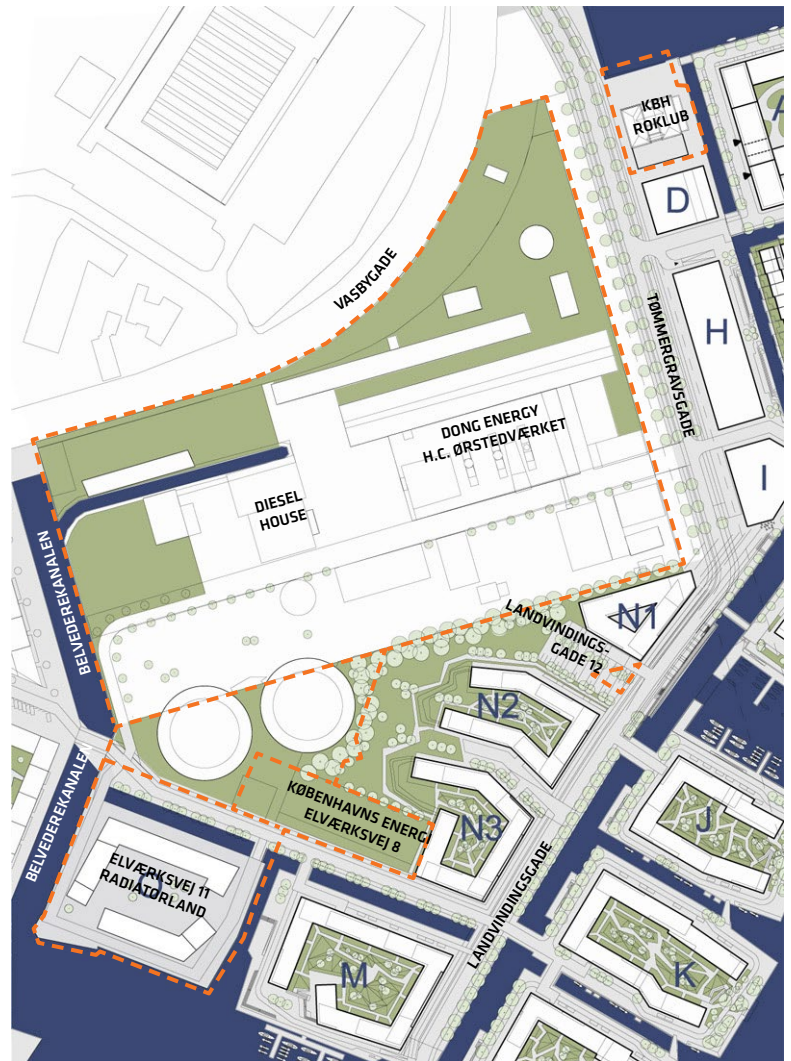 KBH
ROKLUB
A
D
VASBYGADE
TØMMERGRAVSGADE
H
DONG ENERGY
H.C. ØRSTEDVÆRKET
DIESEL
HOUSE
I
BELVEDEREKANALEN
LANDVINDINGS-
GADE 12
N1
N2
KØBENHAVNS ENERGI
ELVÆRKSVEJ 8
N3
J
BELVEDEREKANALEN
ELVÆRKSVEJ 11
RADIATORLAND
O
LANDVINDINGSGADE
M
K